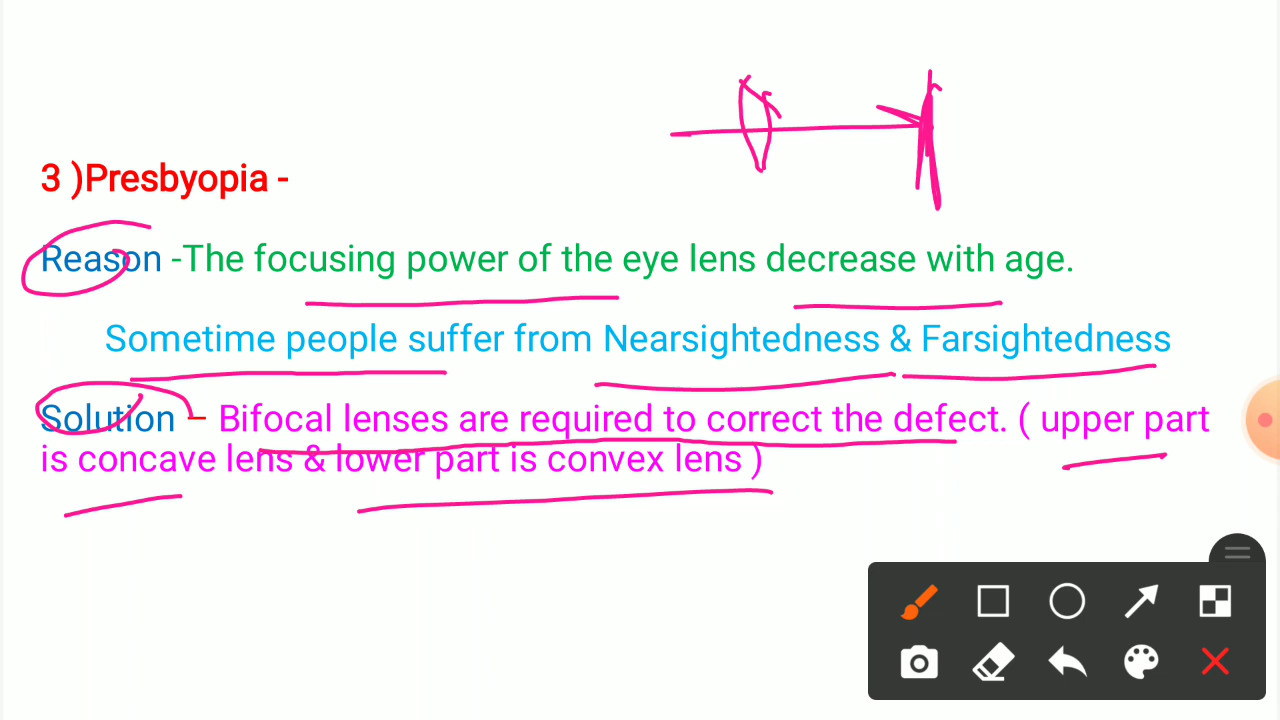 3 )Presbyopia -
Reason -The focusing power of the eye lens decrease with age.
Sometime people suffer from Nearsightedness & Farsightedness
Solution – Bifocal lenses are required to correct the defect. ( upper part
is concave lens & lower part is convex lens )